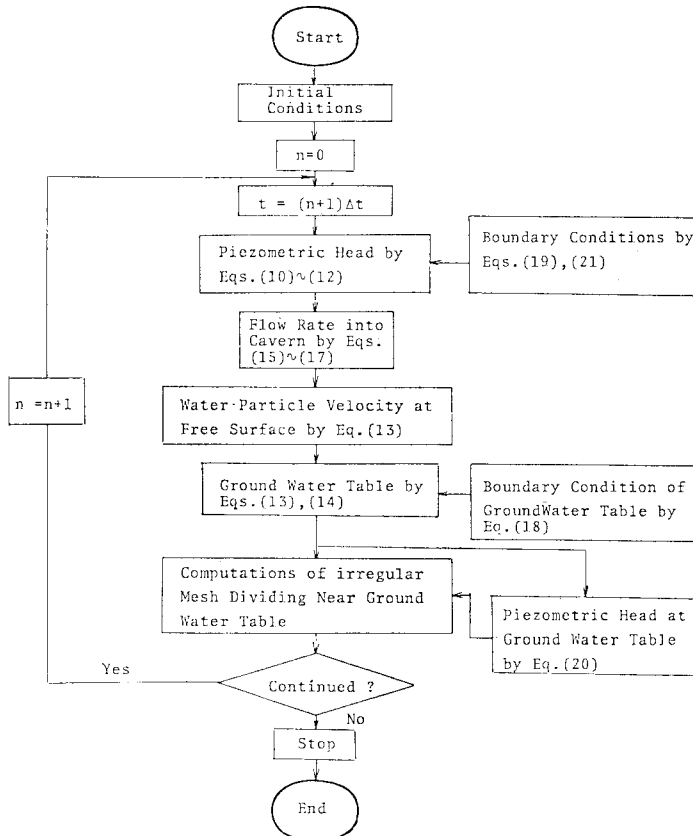 Start
Initial
Conditions
n=0
t = (n+1)Δt
Piezometric Head by
Eqs.(10)~(12)
Boundary Conditions by
Eqs.(19),(21)
Flow Rate into
Cavern by Eqs.
(15)~(17)
n =n+1
Water-Particle Velocity at
Free Surface by Eq.(13)
Ground Water Table by
Eqs.(13),(14)
Boundary Condition of
GroundWater Table by
Eq.(18)
Computations of irregular
Mesh Dividing Near Ground
Water Table
Piezometric Head at
Ground Water Table
by Eq.(20)
Yes
Continued ?
No
Stop
End